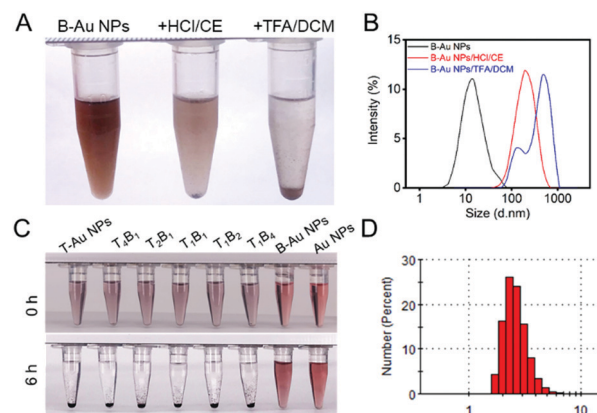 A
B-Au NPs
+HCl/CE
+TFA/DCM
B
B-Au NPs
B-Au NPs/HCl/CE
B-Au NPs/TFA/DCM
Intensity (%)
15
10
5
0
1
10
100
1000
Size (d.nm)
C
T-Au NPs
T₄B₁
T₂B₁
T₁B₁
T₁B₂
T₁B₄
B-Au NPs
Au NPs
0 h
6 h
D
Number (Percent)
30
20
10
0
1
10